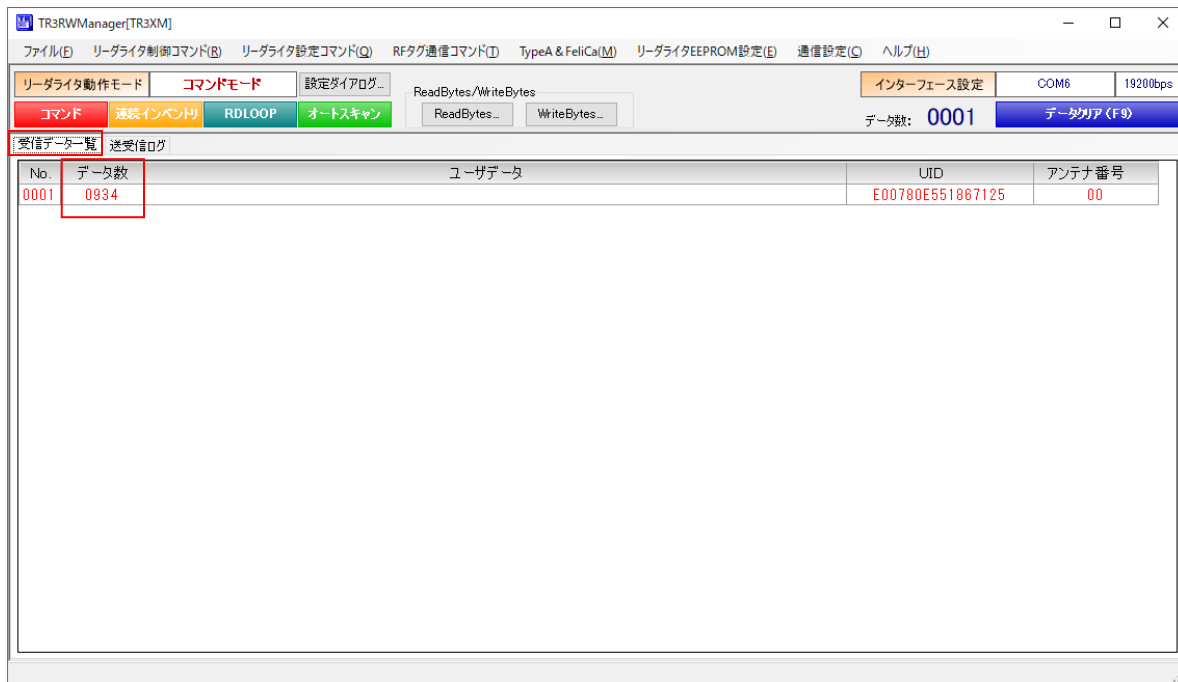 TR3RWManager[TR3XM]
ファイル(F) リーダライタ制御コマンド(R) リーダライタ設定コマンド(Q) RFタグ通信コマンド(T) TypeA & FeliCa(M) リーダライタEEPROM設定(E) 通信設定(C) ヘルプ(H)
リーダライタ動作モード コマンドモード 設定ダイアログ... ReadBytes/WriteBytes インターフェース設定 COM6 19200bps
コマンド 連続インベントリ RDLOOP オートスキャン ReadBytes... WriteBytes... データ数: 0001 データクリア(F9)
受信データ一覧 送受信ログ
No. データ数 ユーザデータ UID アンテナ番号
0001 0934 E00780E551867125 00